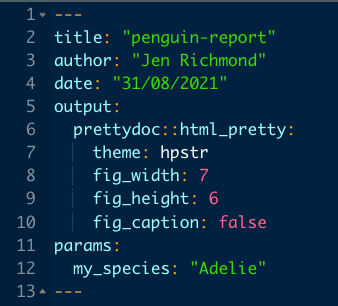 1 ---
2 title: "penguin-report"
3 author: "Jen Richmond"
4 date: "31/08/2021"
5 output:
6   prettydoc::html_pretty:
7     theme: hpstr
8     fig_width: 7
9     fig_height: 6
10     fig_caption: false
11 params:
12   my_species: "Adelie"
13 ---